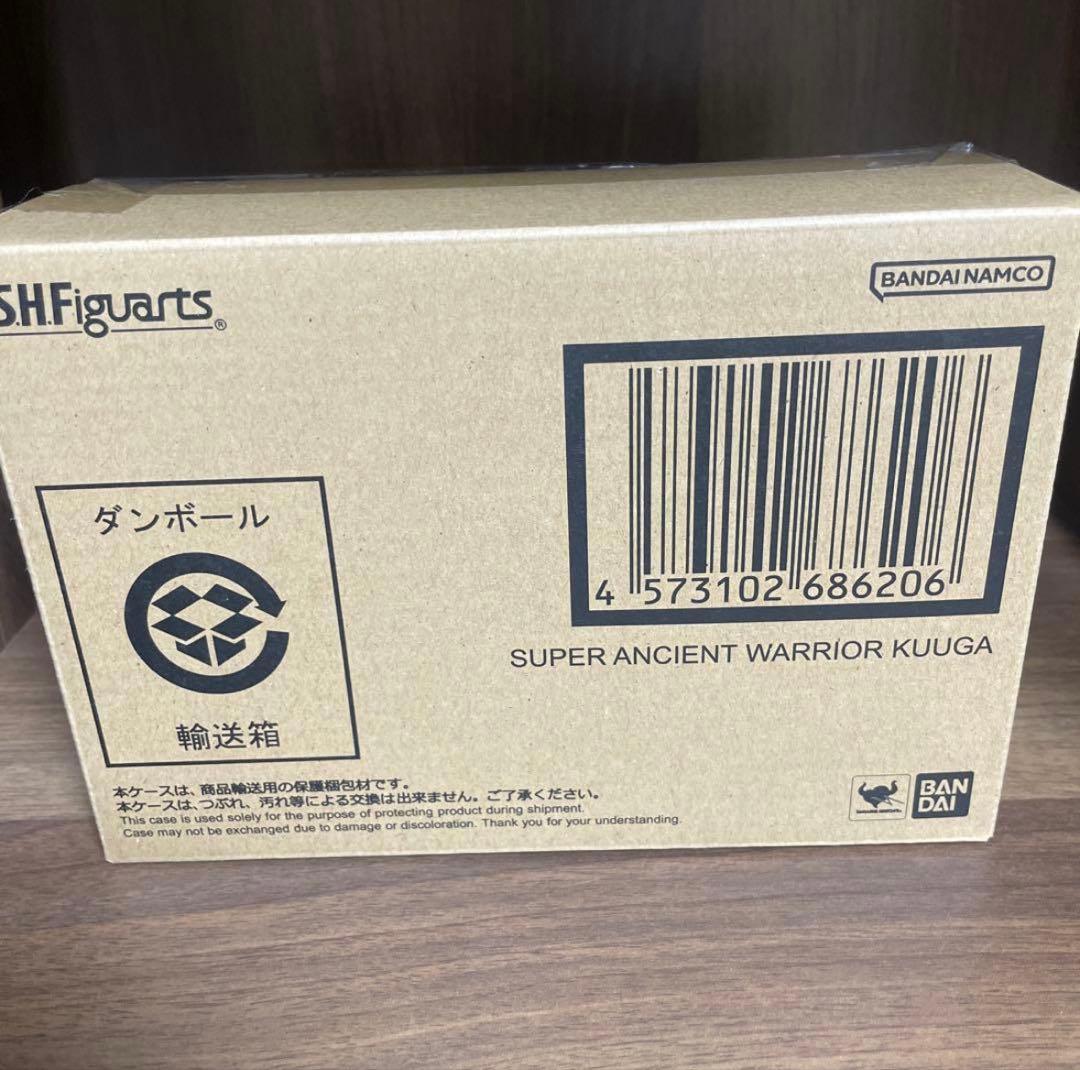 S.H.Figuarts®
BANDAI NAMCO
4 573102 686206
SUPER ANCIENT WARRIOR KUUGA
ダンボール
輸送箱
本ケースは、商品輸送用の保護梱包材です。
本ケースは、つぶれ、汚れ等による交換は出来ません。ご了承ください。
This case is used solely for the purpose of protecting product during shipment.
Case may not be exchanged due to damage or discoloration. Thank you for your understanding.
BAN
DAI